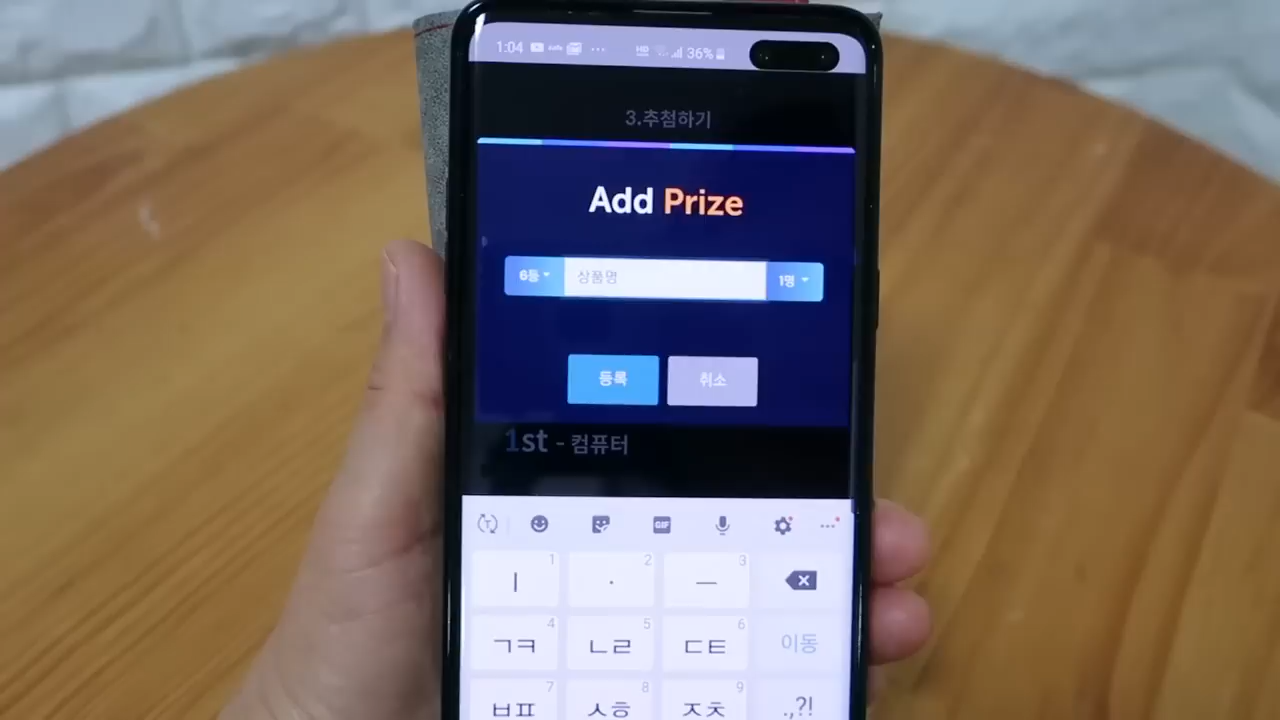 1:04 HD 36%
3.추첨하기
Add Prize
6등 상품명 1명
등록 취소
1st - 컴퓨터
GIF
1 2 3
ㅣ · ㅡ
4 5 6
ㄱㅋ ㄴㄹ ㄷㅌ 이동
7 8 9
ㅂㅍ ㅅㅎ ㅈㅊ .,?!